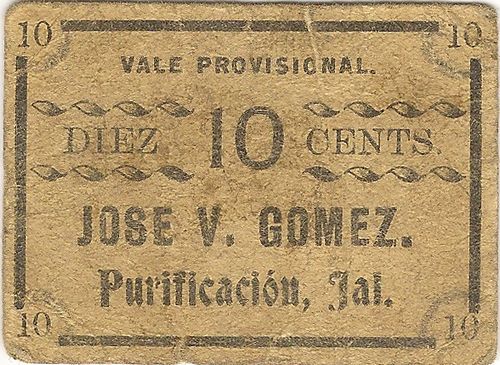 10 10
VALE PROVISIONAL.
DIEZ 10 CENTS.
JOSE V. GOMEZ.
Purificación, Jal.
10 10